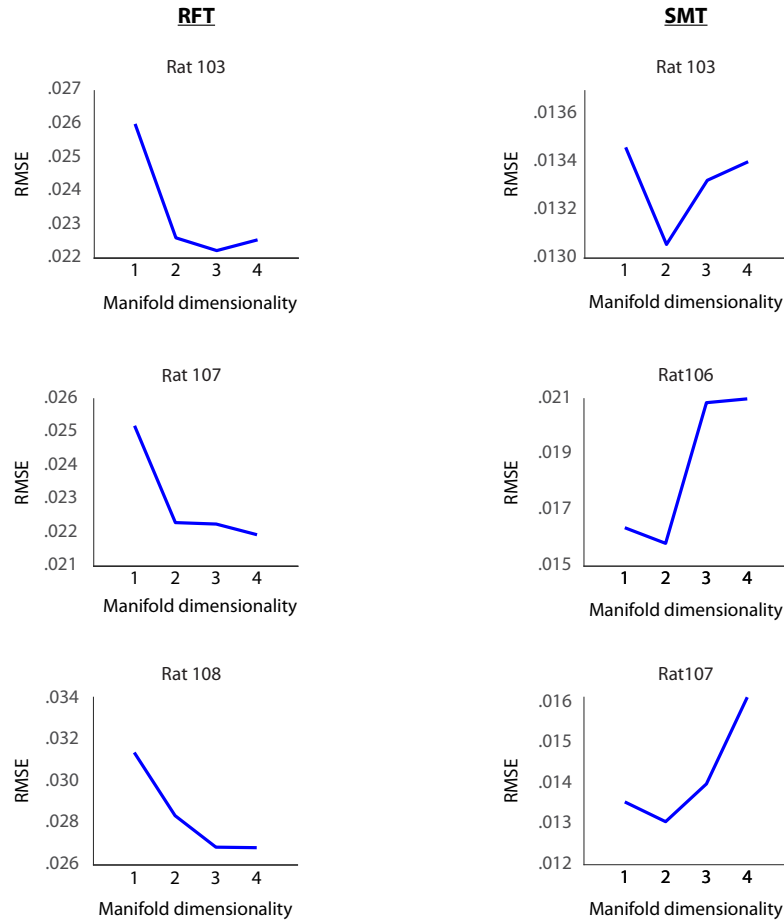 RFT
Rat 103
RMSE
.027
.026
.025
.024
.023
.022
1 2 3 4
Manifold dimensionality
Rat 107
RMSE
.026
.025
.024
.023
.022
.021
1 2 3 4
Manifold dimensionality
Rat 108
RMSE
.034
.032
.030
.028
.026
1 2 3 4
Manifold dimensionality
SMT
Rat 103
RMSE
.0136
.0134
.0132
.0130
1 2 3 4
Manifold dimensionality
Rat106
RMSE
.021
.019
.017
.015
1 2 3 4
Manifold dimensionality
Rat107
RMSE
.016
.015
.014
.013
.012
1 2 3 4
Manifold dimensionality